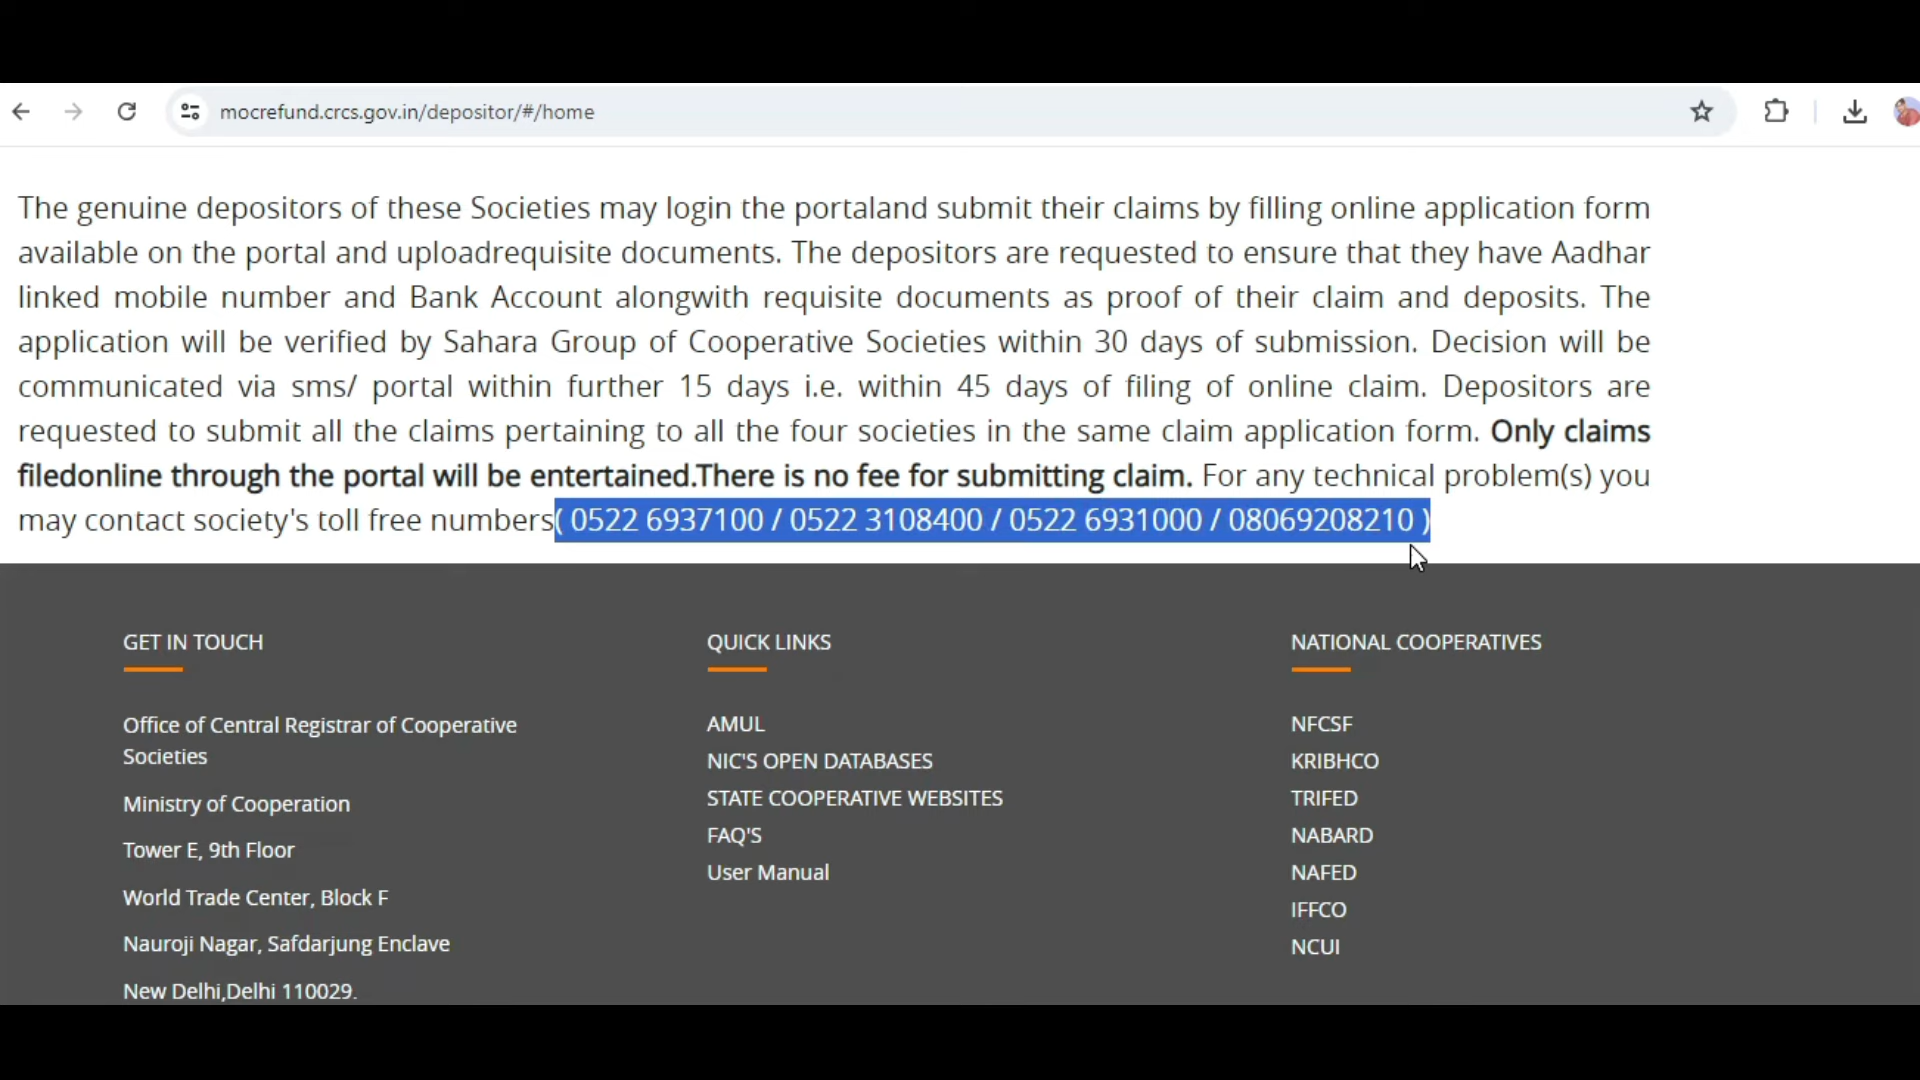 mocrefund.crcs.gov.in/depositor/#/home
The genuine depositors of these Societies may login the portaland submit their claims by filling online application form
available on the portal and uploadrequisite documents. The depositors are requested to ensure that they have Aadhar
linked mobile number and Bank Account alongwith requisite documents as proof of their claim and deposits. The
application will be verified by Sahara Group of Cooperative Societies within 30 days of submission. Decision will be
communicated via sms/ portal within further 15 days i.e. within 45 days of filing of online claim. Depositors are
requested to submit all the claims pertaining to all the four societies in the same claim application form. Only claims
filedonline through the portal will be entertained.There is no fee for submitting claim. For any technical problem(s) you
may contact society's toll free numbers( 0522 6937100 / 0522 3108400 / 0522 6931000 / 08069208210 )
GET IN TOUCH
Office of Central Registrar of Cooperative
Societies
Ministry of Cooperation
Tower E, 9th Floor
World Trade Center, Block F
Nauroji Nagar, Safdarjung Enclave
New Delhi,Delhi 110029.
QUICK LINKS
AMUL
NIC'S OPEN DATABASES
STATE COOPERATIVE WEBSITES
FAQ'S
User Manual
NATIONAL COOPERATIVES
NFCSF
KRIBHCO
TRIFED
NABARD
NAFED
IFFCO
NCUI